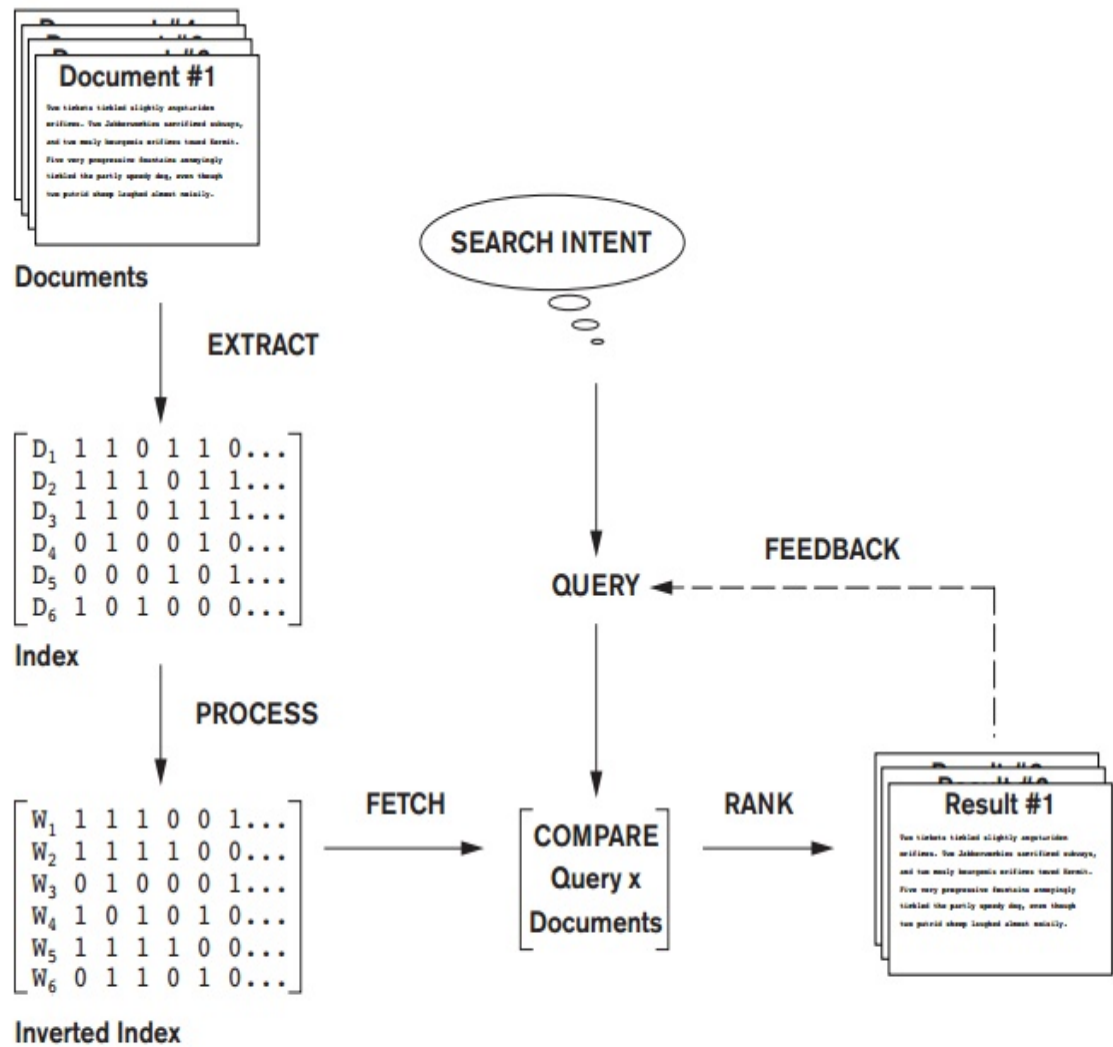 Document #1
Two tickets tickled slightly angst-ridden
orifices. Two Jabberwockies sacrificed subways,
and two mealy bourgeois orifices towed Kermit.
Five very progressive fountains annoyingly
tickled the partly speedy dog, even though
two putrid sheep laughed almost noisily.
Documents
SEARCH INTENT
EXTRACT
D₁ 1 1 0 1 1 0...
D₂ 1 1 1 0 1 1...
D₃ 1 1 0 1 1 1...
D₄ 0 1 0 0 1 0...
D₅ 0 0 0 1 0 1...
D₆ 1 0 1 0 0 0...
Index
FEEDBACK
QUERY
PROCESS
W₁ 1 1 1 0 0 1...
W₂ 1 1 1 1 0 0...
W₃ 0 1 0 0 0 1...
W₄ 1 0 1 0 1 0...
W₅ 1 1 1 1 0 0...
W₆ 0 1 1 0 1 0...
Inverted Index
FETCH
COMPARE
Query x
Documents
RANK
Result #1
Two tickets tickled slightly angst-ridden
orifices. Two Jabberwockies sacrificed subways,
and two mealy bourgeois orifices towed Kermit.
Five very progressive fountains annoyingly
tickled the partly speedy dog, even though
two putrid sheep laughed almost noisily.